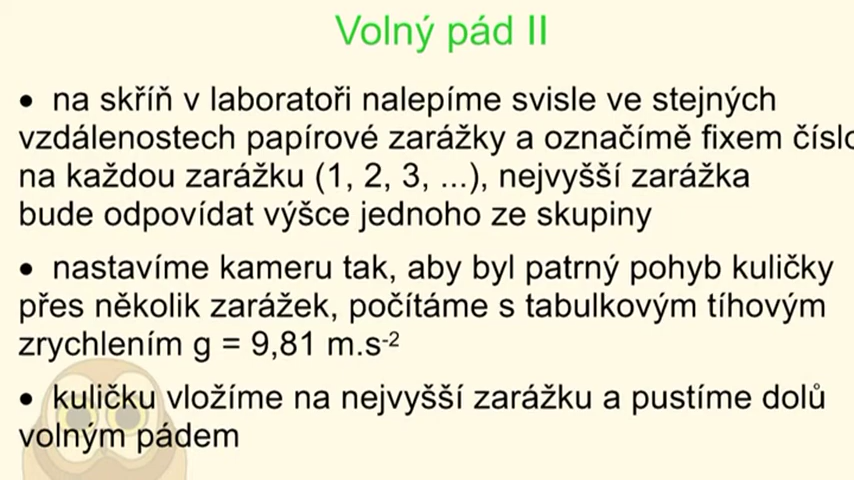 Volný pád II
• na skříň v laboratoři nalepíme svisle ve stejných
vzdálenostech papírové zarážky a označímě fixem číslo
na každou zarážku (1, 2, 3, ...), nejvyšší zarážka
bude odpovídat výšce jednoho ze skupiny
• nastavíme kameru tak, aby byl patrný pohyb kuličky
přes několik zarážek, počítáme s tabulkovým tíhovým
zrychlením g = 9,81 m.s-2
• kuličku vložíme na nejvyšší zarážku a pustíme dolů
volným pádem